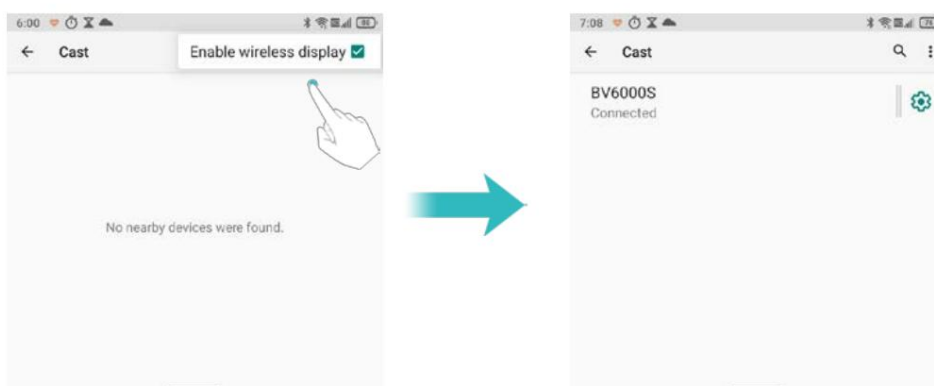 6:00
Cast
Enable wireless display
No nearby devices were found.
7:08
Cast
BV6000S
Connected